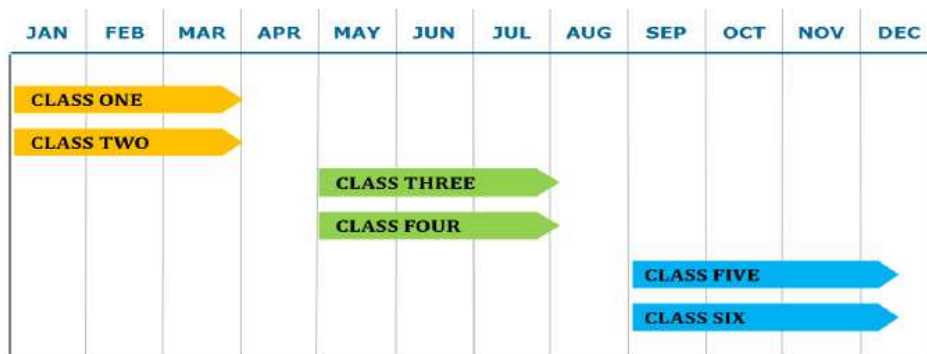 JAN FEB MAR APR MAY JUN JUL AUG SEP OCT NOV DEC
CLASS ONE
CLASS TWO
CLASS THREE
CLASS FOUR
CLASS FIVE
CLASS SIX